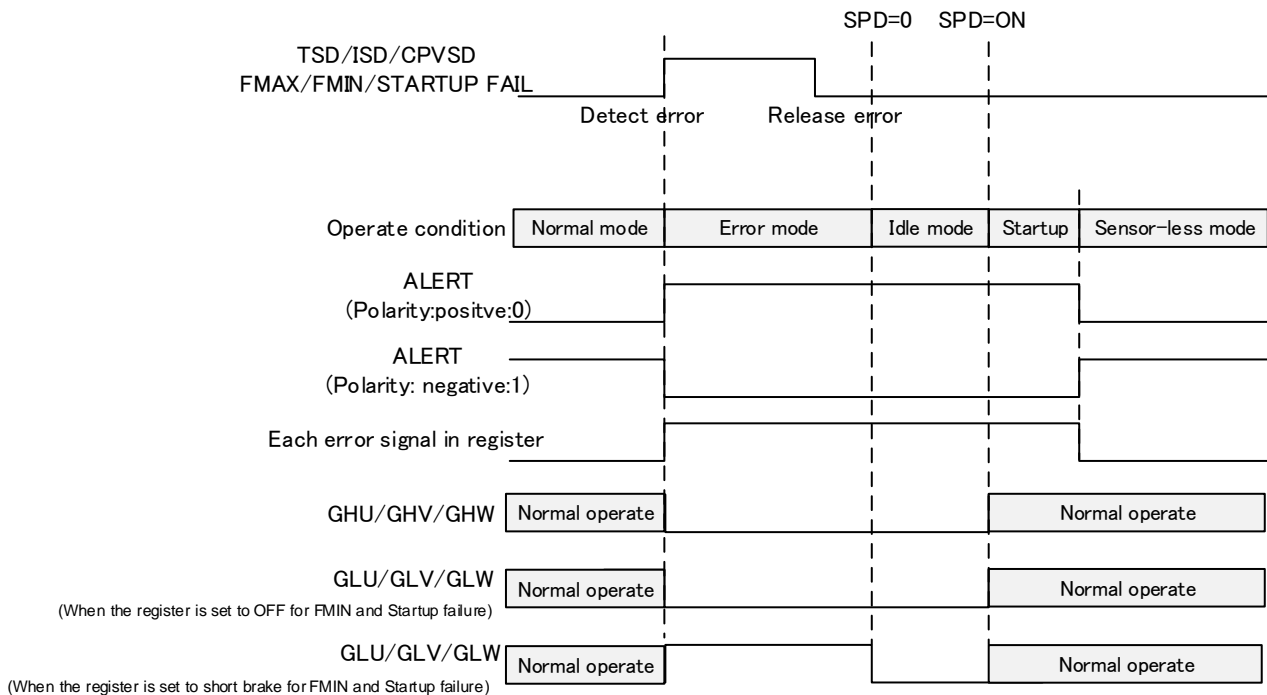 SPD=0 SPD=ON
TSD/ISD/CPVSD
FMAX/FMIN/STARTUP FAIL
Detect error Release error
Operate condition Normal mode Error mode Idle mode Startup Sensor-less mode
ALERT
(Polarity:positve:0)
ALERT
(Polarity: negative:1)
Each error signal in register
GHU/GHV/GHW Normal operate Normal operate
GLU/GLV/GLW Normal operate Normal operate
(When the register is set to OFF for FMIN and Startup failure)
GLU/GLV/GLW Normal operate Normal operate
(When the register is set to short brake for FMIN and Startup failure)